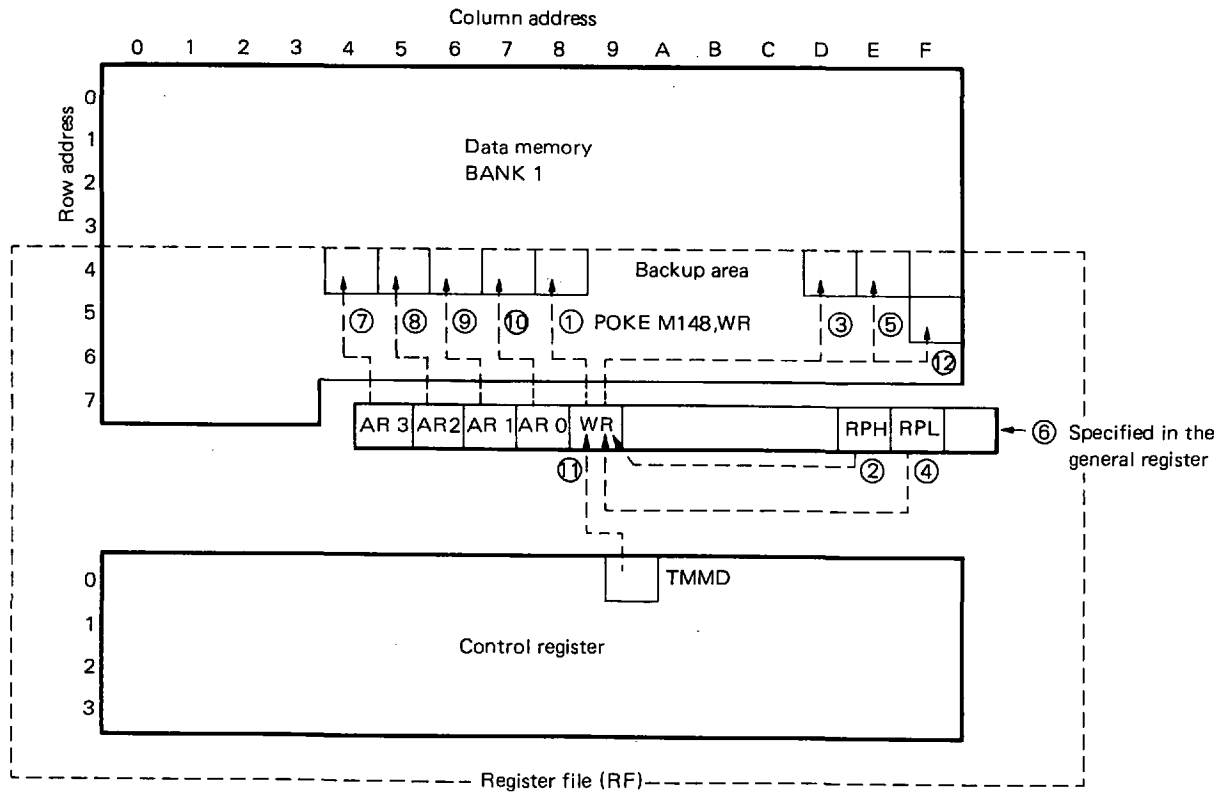 Column address
0 1 2 3 4 5 6 7 8 9 A B C D E F
Row address
0
1
2
3
4
5
6
7
Data memory
BANK 1
Backup area
⑦ ⑧ ⑨ ⑩ ① POKE M148,WR ③ ⑤
⑫
AR 3 AR2 AR 1 AR 0 WR RPH RPL
⑥ Specified in the
general register
⑪ ② ④
0
1
2
3
TMMD
Control register
Register file (RF)